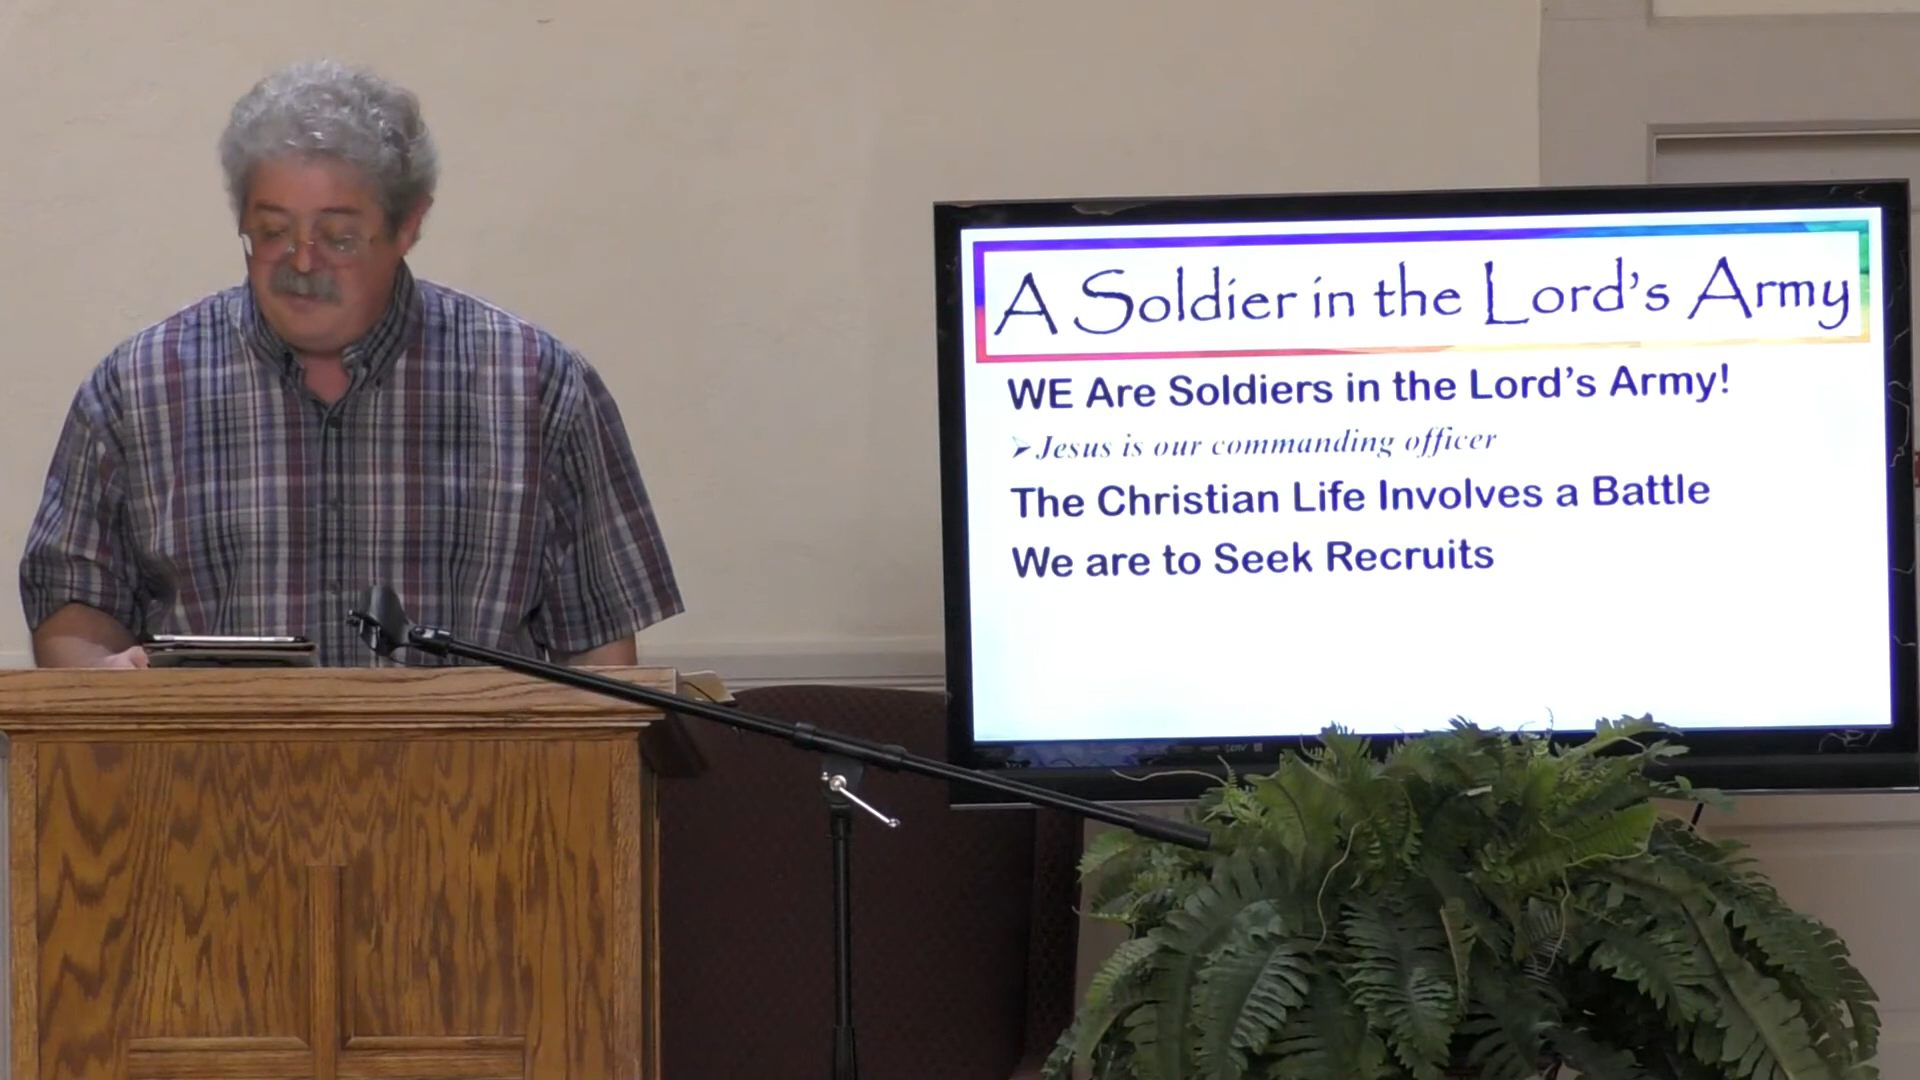 A Soldier in the Lord's Army
WE Are Soldiers in the Lord's Army!
➢Jesus is our commanding officer
The Christian Life Involves a Battle
We are to Seek Recruits